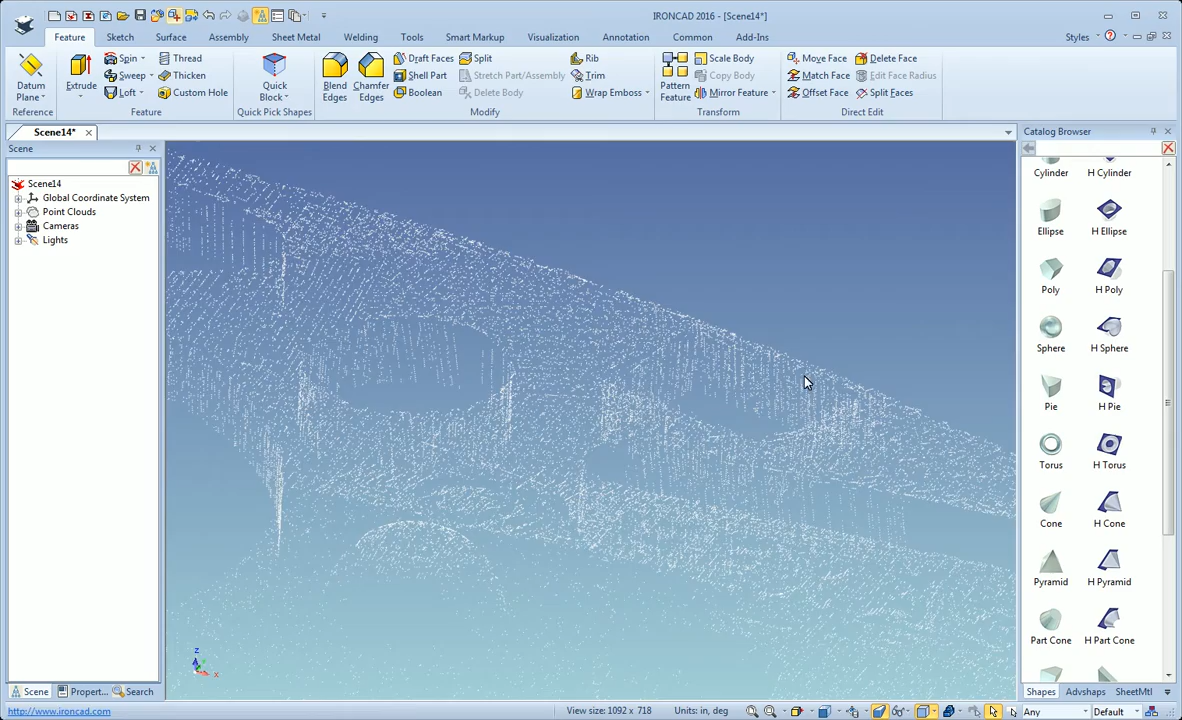 IRONCAD 2016 - [Scene14*]
Feature Sketch Surface Assembly Sheet Metal Welding Tools Smart Markup Visualization Annotation Common Add-Ins Styles
Datum Plane
Reference
Extrude
Spin
Sweep
Loft
Thread
Thicken
Custom Hole
Feature
Quick Block
Quick Pick Shapes
Blend Edges
Chamfer Edges
Draft Faces
Shell Part
Boolean
Split
Stretch Part/Assembly
Delete Body
Rib
Trim
Wrap Emboss
Modify
Pattern Feature
Scale Body
Copy Body
Mirror Feature
Transform
Move Face
Match Face
Offset Face
Delete Face
Edit Face Radius
Split Faces
Direct Edit
Scene14*
Scene
Scene14
Global Coordinate System
Point Clouds
Cameras
Lights
Catalog Browser
Cylinder H Cylinder
Ellipse H Ellipse
Poly H Poly
Sphere H Sphere
Pie H Pie
Torus H Torus
Cone H Cone
Pyramid H Pyramid
Part Cone H Part Cone
z
x
Scene Propert... Search
Shapes Advshaps SheetMtl
http://www.ironcad.com
View size: 1092 x 718 Units: in, deg
Any Default